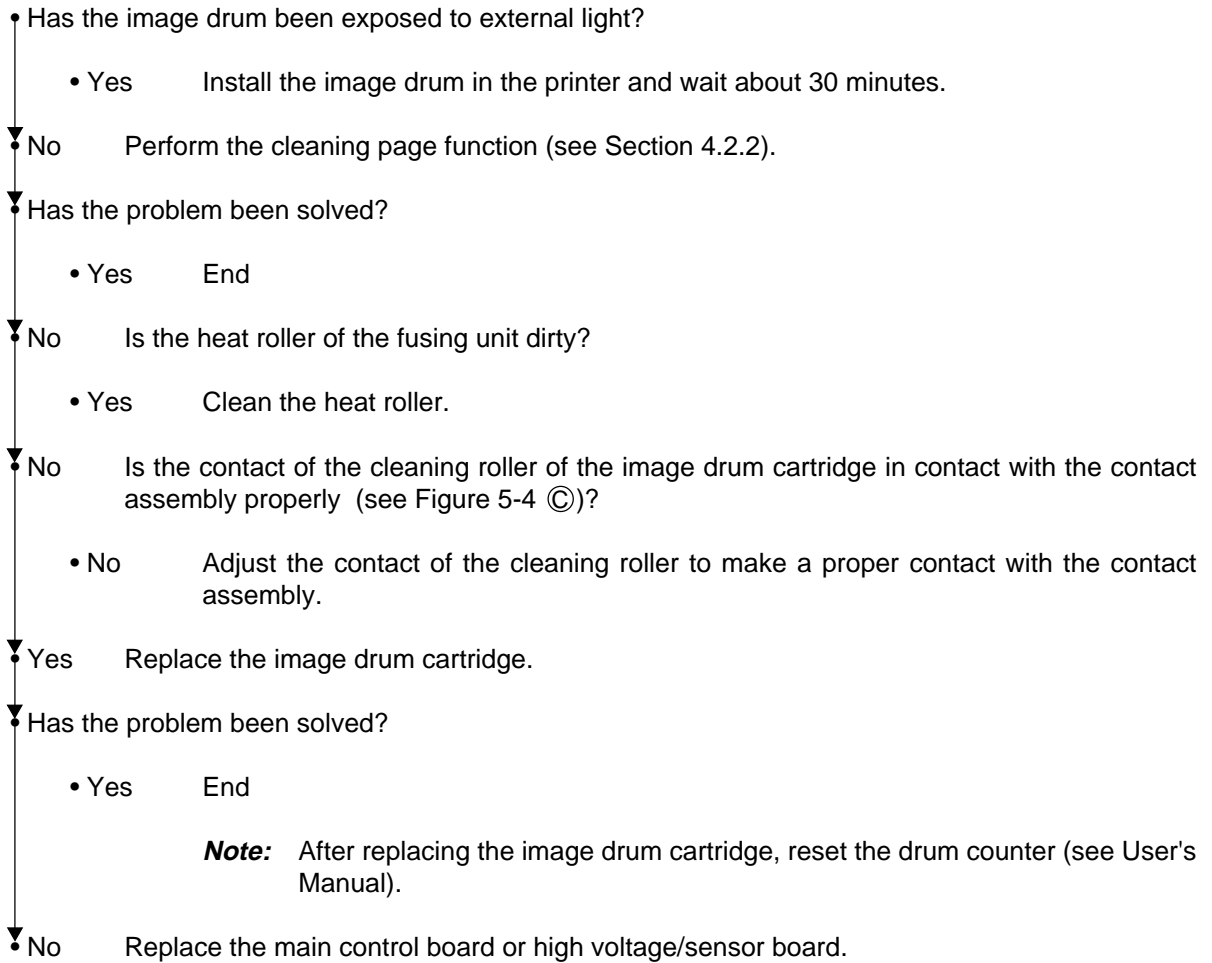 • Has the image drum been exposed to external light?
• Yes Install the image drum in the printer and wait about 30 minutes.
• No Perform the cleaning page function (see Section 4.2.2).
• Has the problem been solved?
• Yes End
• No Is the heat roller of the fusing unit dirty?
• Yes Clean the heat roller.
• No Is the contact of the cleaning roller of the image drum cartridge in contact with the contact
assembly properly (see Figure 5-4 Ⓒ)?
• No Adjust the contact of the cleaning roller to make a proper contact with the contact
assembly.
• Yes Replace the image drum cartridge.
• Has the problem been solved?
• Yes End
Note: After replacing the image drum cartridge, reset the drum counter (see User's
Manual).
• No Replace the main control board or high voltage/sensor board.